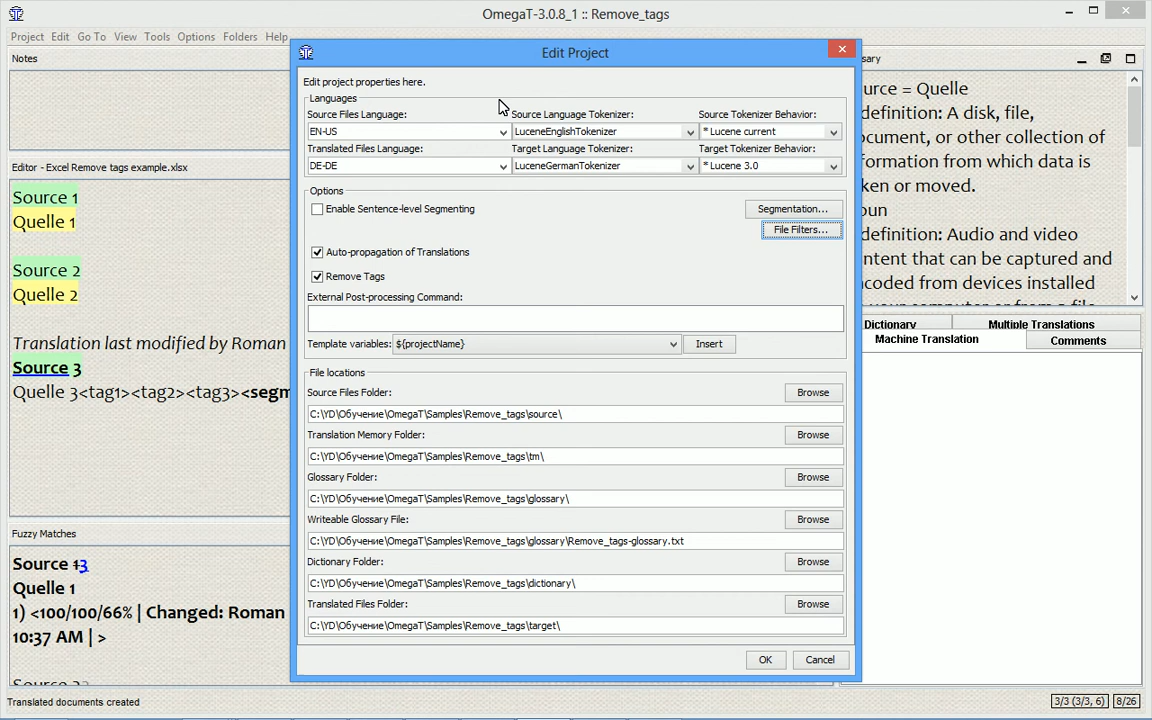 OmegaT-3.0.8_1 :: Remove_tags
Project Edit Go To View Tools Options Folders Help
Notes
Editor - Excel Remove tags example.xlsx
Source 1
Quelle 1
Source 2
Quelle 2
Translation last modified by Roman
Source 3
Quelle 3<tag1><tag2><tag3><segm
Fuzzy Matches
Source 13
Quelle 1
1) <100/100/66% | Changed: Roman
10:37 AM | >
Translated documents created
Edit Project
Edit project properties here.
Languages
Source Files Language: Source Language Tokenizer: Source Tokenizer Behavior:
EN-US LuceneEnglishTokenizer * Lucene current
Translated Files Language: Target Language Tokenizer: Target Tokenizer Behavior:
DE-DE LuceneGermanTokenizer * Lucene 3.0
Options
Enable Sentence-level Segmenting Segmentation...
File Filters...
Auto-propagation of Translations
Remove Tags
External Post-processing Command:
Template variables: ${projectName} Insert
File locations
Source Files Folder: Browse
C:\YD\Обучение\OmegaT\Samples\Remove_tags\source\
Translation Memory Folder: Browse
C:\YD\Обучение\OmegaT\Samples\Remove_tags\tm\
Glossary Folder: Browse
C:\YD\Обучение\OmegaT\Samples\Remove_tags\glossary\
Writeable Glossary File: Browse
C:\YD\Обучение\OmegaT\Samples\Remove_tags\glossary\Remove_tags-glossary.txt
Dictionary Folder: Browse
C:\YD\Обучение\OmegaT\Samples\Remove_tags\dictionary\
Translated Files Folder: Browse
C:\YD\Обучение\OmegaT\Samples\Remove_tags\target\
OK Cancel
ssary
urce = Quelle
definition: A disk, file,
ocument, or other collection of
formation from which data is
ken or moved.
oun
definition: Audio and video
ntent that can be captured and
coded from devices installed
Dictionary Multiple Translations
Machine Translation Comments
3/3 (3/3, 6) 8/26